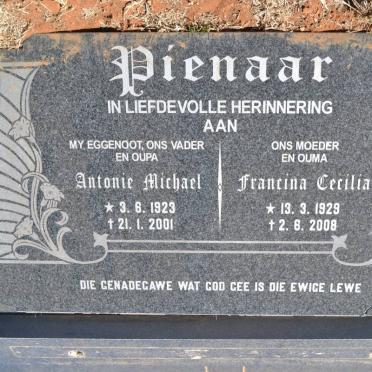 Pienaar
IN LIEFDEVOLLE HERINNERING
AAN
MY EGGENOOT, ONS VADER
EN OUPA
Antonie Michael
★ 3. 6. 1923
✝ 21. 1. 2001
ONS MOEDER
EN OUMA
Francina Cecilia
★ 13. 3. 1929
✝ 2. 6. 2008
DIE GENADEGAWE WAT GOD GEE IS DIE EWIGE LEWE